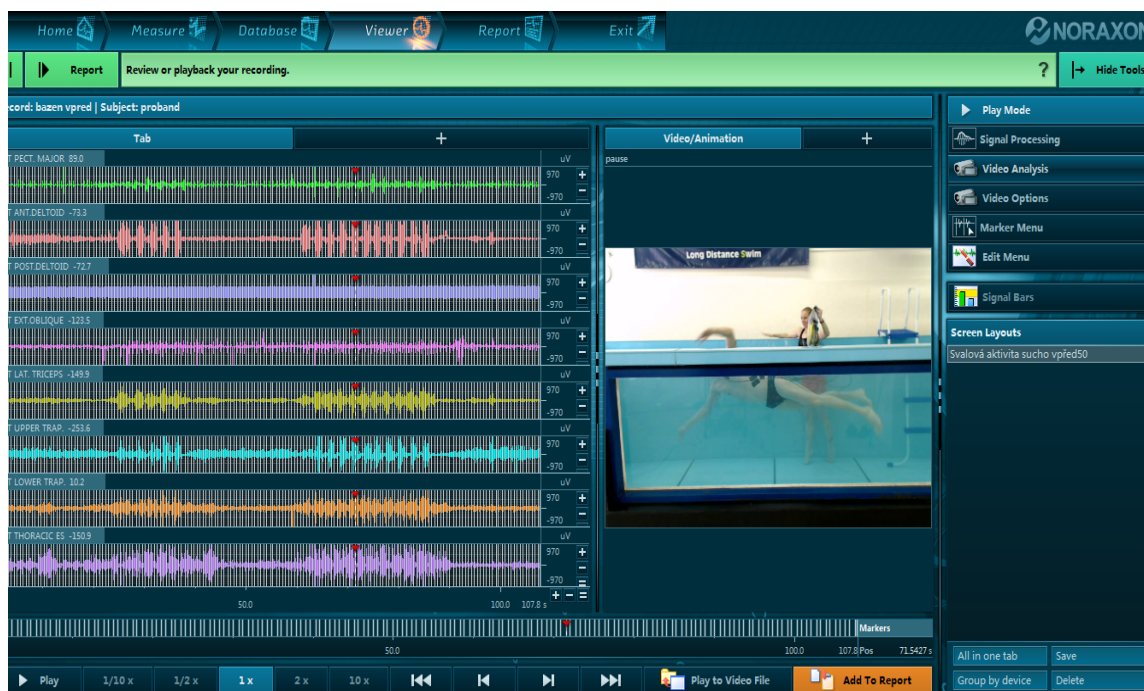 Home Measure Database Viewer Report Exit NORAXON
Report Review or playback your recording. ? Hide Tools
ecord: bazen vpred | Subject: proband
Tab + Video/Animation +
T PECT. MAJOR 89.0 uV
970 +
-970 -
T ANT.DELTOID -73.3 uV
970 +
-970 -
T POST.DELTOID -72.7 uV
970 +
-970 -
T EXT.OBLIQUE -123.5 uV
970 +
-970 -
T LAT. TRICEPS -149.9 uV
970 +
-970 -
T UPPER TRAP. -253.6 uV
970 +
-970 -
T LOWER TRAP. 10.2 uV
970 +
-970 -
T THORACIC ES -150.9 uV
970 +
-970 =
+ - =
50.0 100.0 107.8 s
pause
Long Distance Swim
Play Mode
Signal Processing
Video Analysis
Video Options
Marker Menu
Edit Menu
Signal Bars
Screen Layouts
Svalová aktivita sucho vpřed50
Markers
50.0 100.0 107.8 Pos 71.5427 s
All in one tab Save
Group by device Delete
Play 1/10 x 1/2 x 1 x 2 x 10 x Play to Video File Add To Report